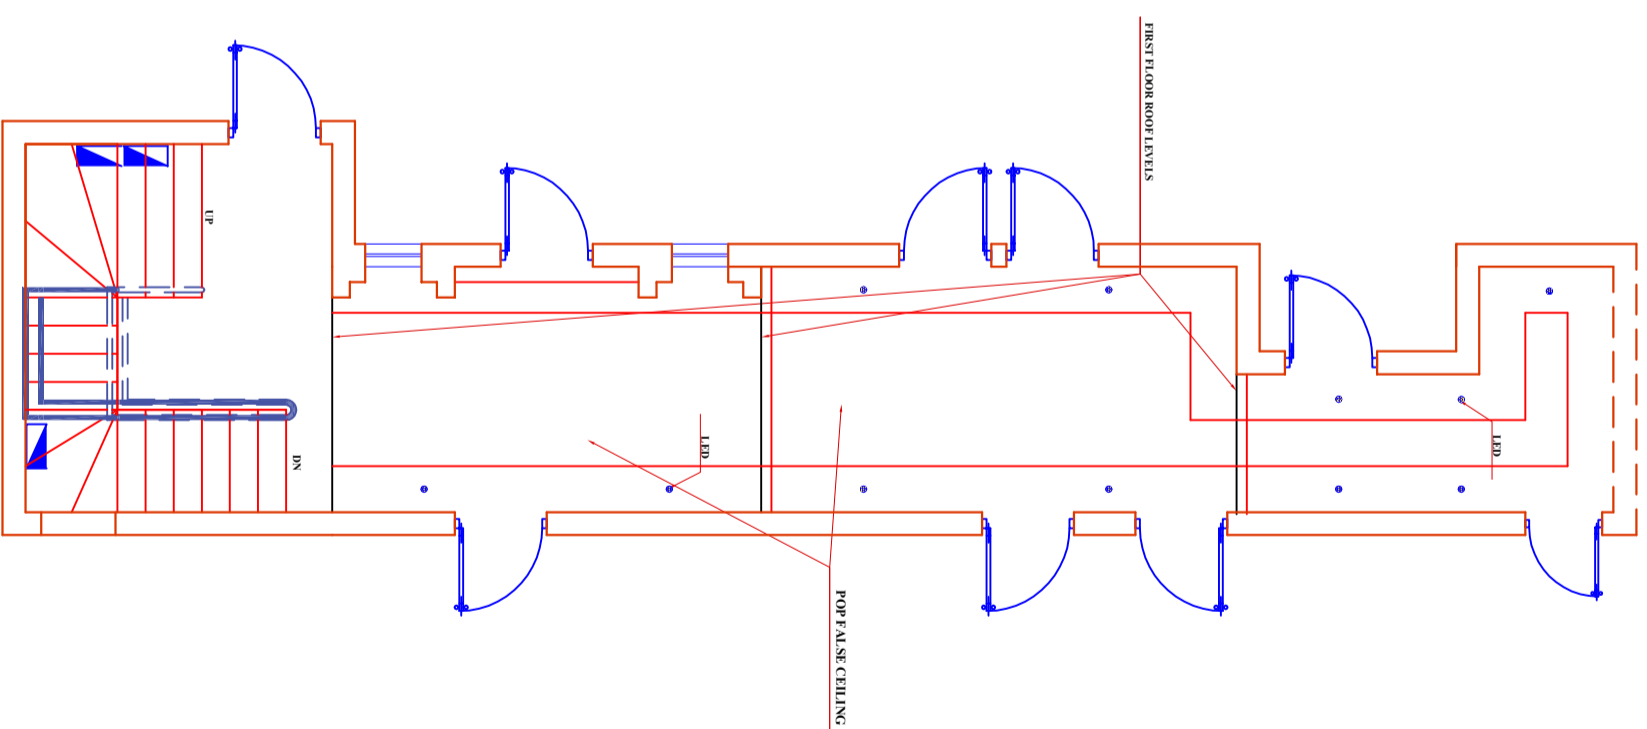 FIRST FLOOR ROOF LEVELS
UP
LED
LED
DN
POP FALSE CEILING